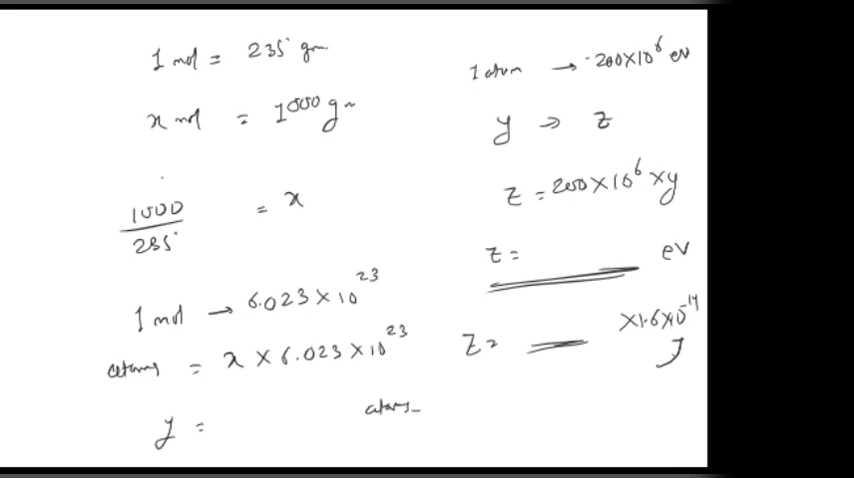 1 mol = 235 gm
x mol = 1000 gm
1000
235
= x
1 mol → 6.023 × 10^23
atoms = x × 6.023 × 10^23
y = atoms
1 atom → 200×10^6 eV
y ⇒ z
z = 200×10^6 × y
z = eV
z = ×1.6×10^-19
J